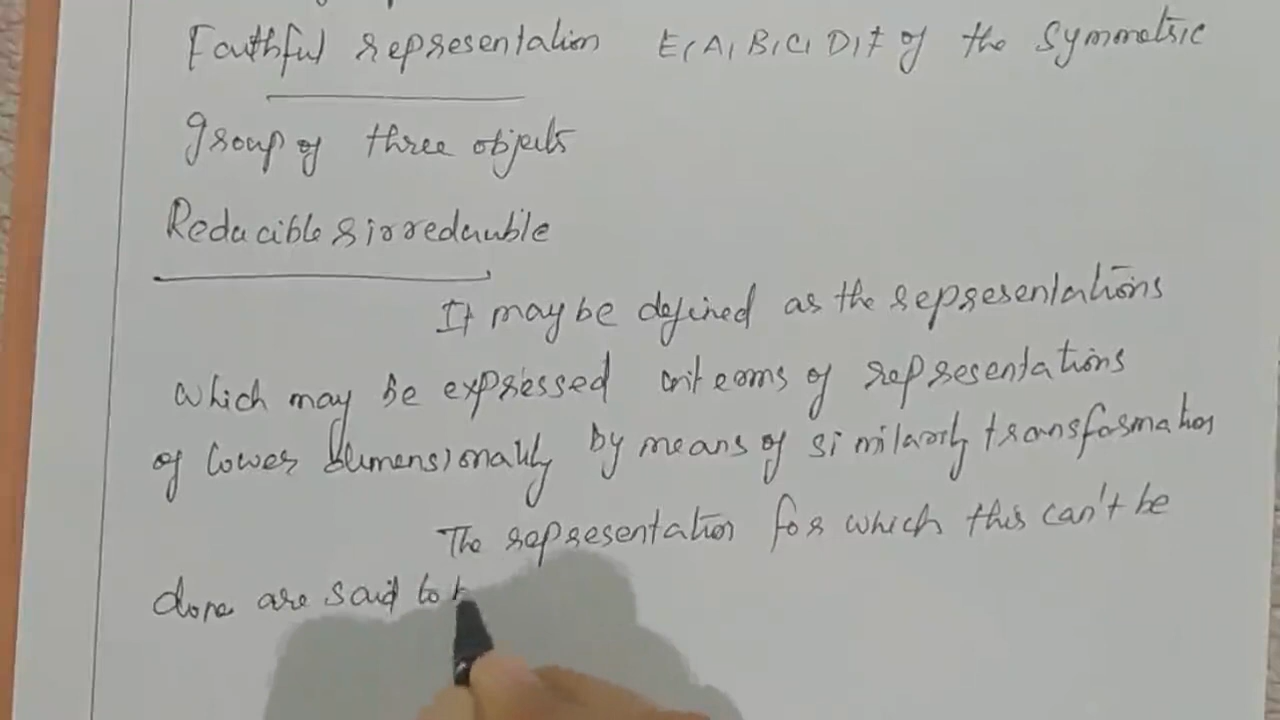 Faithful representation E, A, B, C, D, F of the Symmetric
group of three objects
Reducible & irreducible
It may be defined as the representations
which may be expressed interms of representations
of lower dimensionality by means of similarity transformation
The representation for which this can't be
done are said to